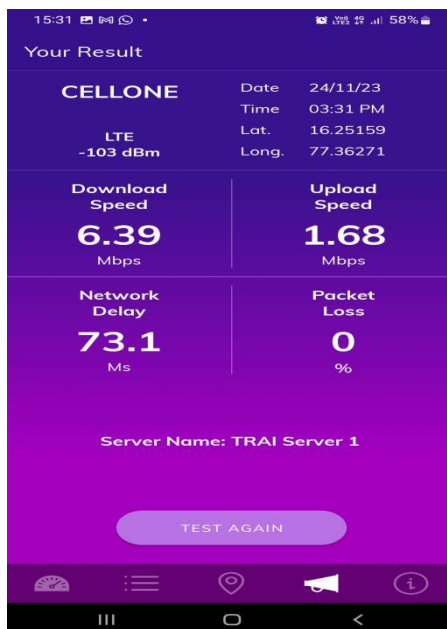 15:31 58%
Your Result
CELLONE
LTE
-103 dBm
Date 24/11/23
Time 03:31 PM
Lat. 16.25159
Long. 77.36271
Download
Speed
6.39
Mbps
Upload
Speed
1.68
Mbps
Network
Delay
73.1
Ms
Packet
Loss
0
%
Server Name: TRAI Server 1
TEST AGAIN